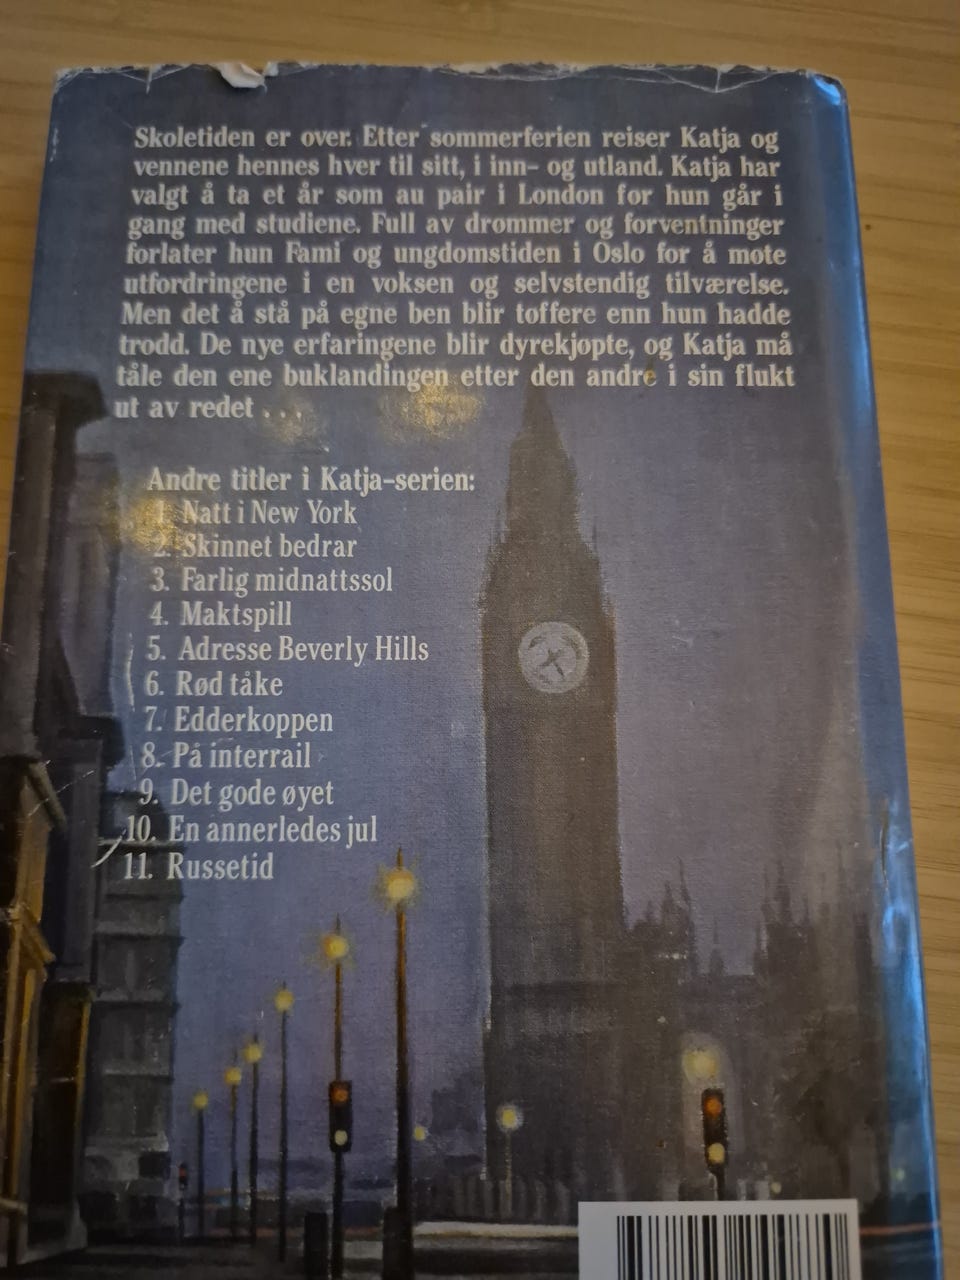 Skoletiden er over. Etter sommerferien reiser Katja og
vennene hennes hver til sitt, i inn- og utland. Katja har
valgt å ta et år som au pair i London før hun går i
gang med studiene. Full av drømmer og forventninger
forlater hun Fami og ungdomstiden i Oslo for å møte
utfordringene i en voksen og selvstendig tilværelse.
Men det å stå på egne ben blir tøffere enn hun hadde
trodd. De nye erfaringene blir dyrekjøpte, og Katja må
tåle den ene buklandingen etter den andre i sin flukt
ut av redet . . .
Andre titler i Katja-serien:
1. Natt i New York
2. Skinnet bedrar
3. Farlig midnattssol
4. Maktspill
5. Adresse Beverly Hills
6. Rød tåke
7. Edderkoppen
8. På interrail
9. Det gode øyet
10. En annerledes jul
11. Russetid